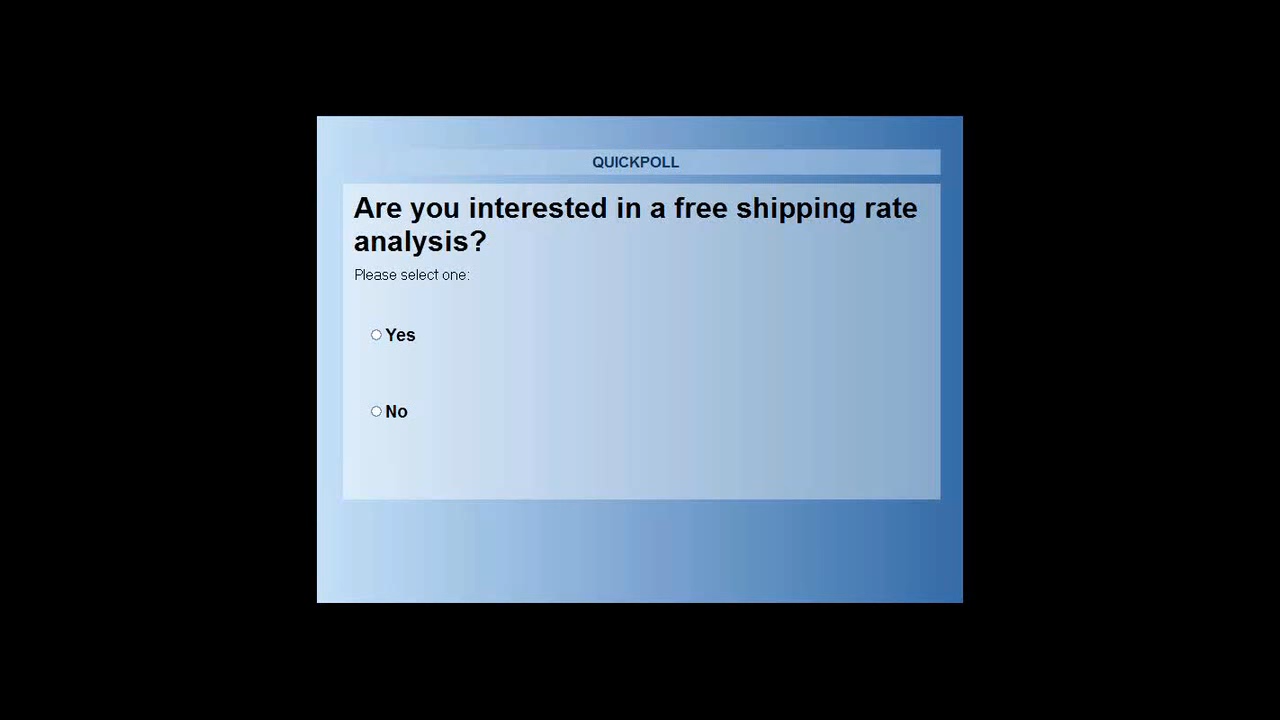 QUICKPOLL
Are you interested in a free shipping rate
analysis?
Please select one:
Yes
No